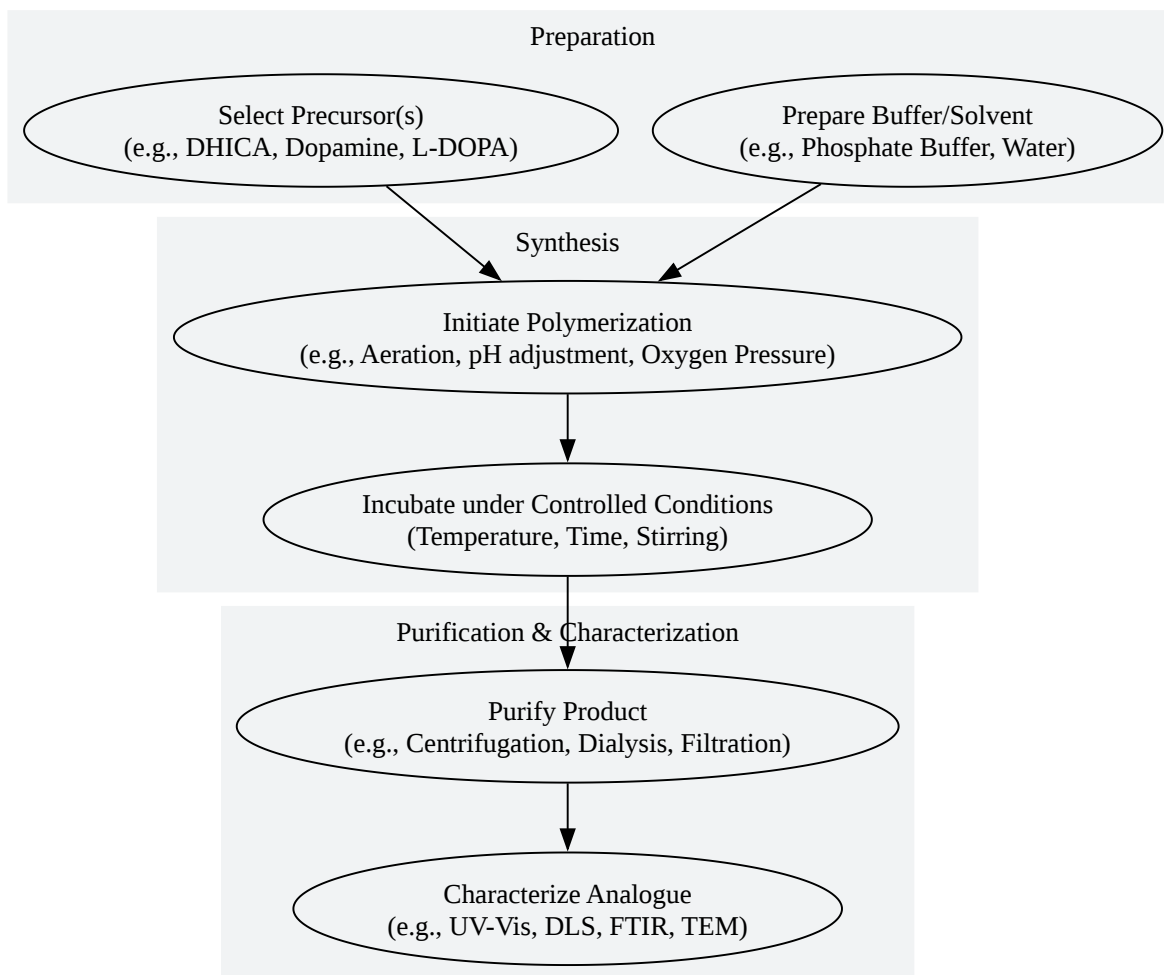 Preparation
Select Precursor(s)
(e.g., DHICA, Dopamine, L-DOPA)
Prepare Buffer/Solvent
(e.g., Phosphate Buffer, Water)
Synthesis
Initiate Polymerization
(e.g., Aeration, pH adjustment, Oxygen Pressure)
Incubate under Controlled Conditions
(Temperature, Time, Stirring)
Purification & Characterization
Purify Product
(e.g., Centrifugation, Dialysis, Filtration)
Characterize Analogue
(e.g., UV-Vis, DLS, FTIR, TEM)